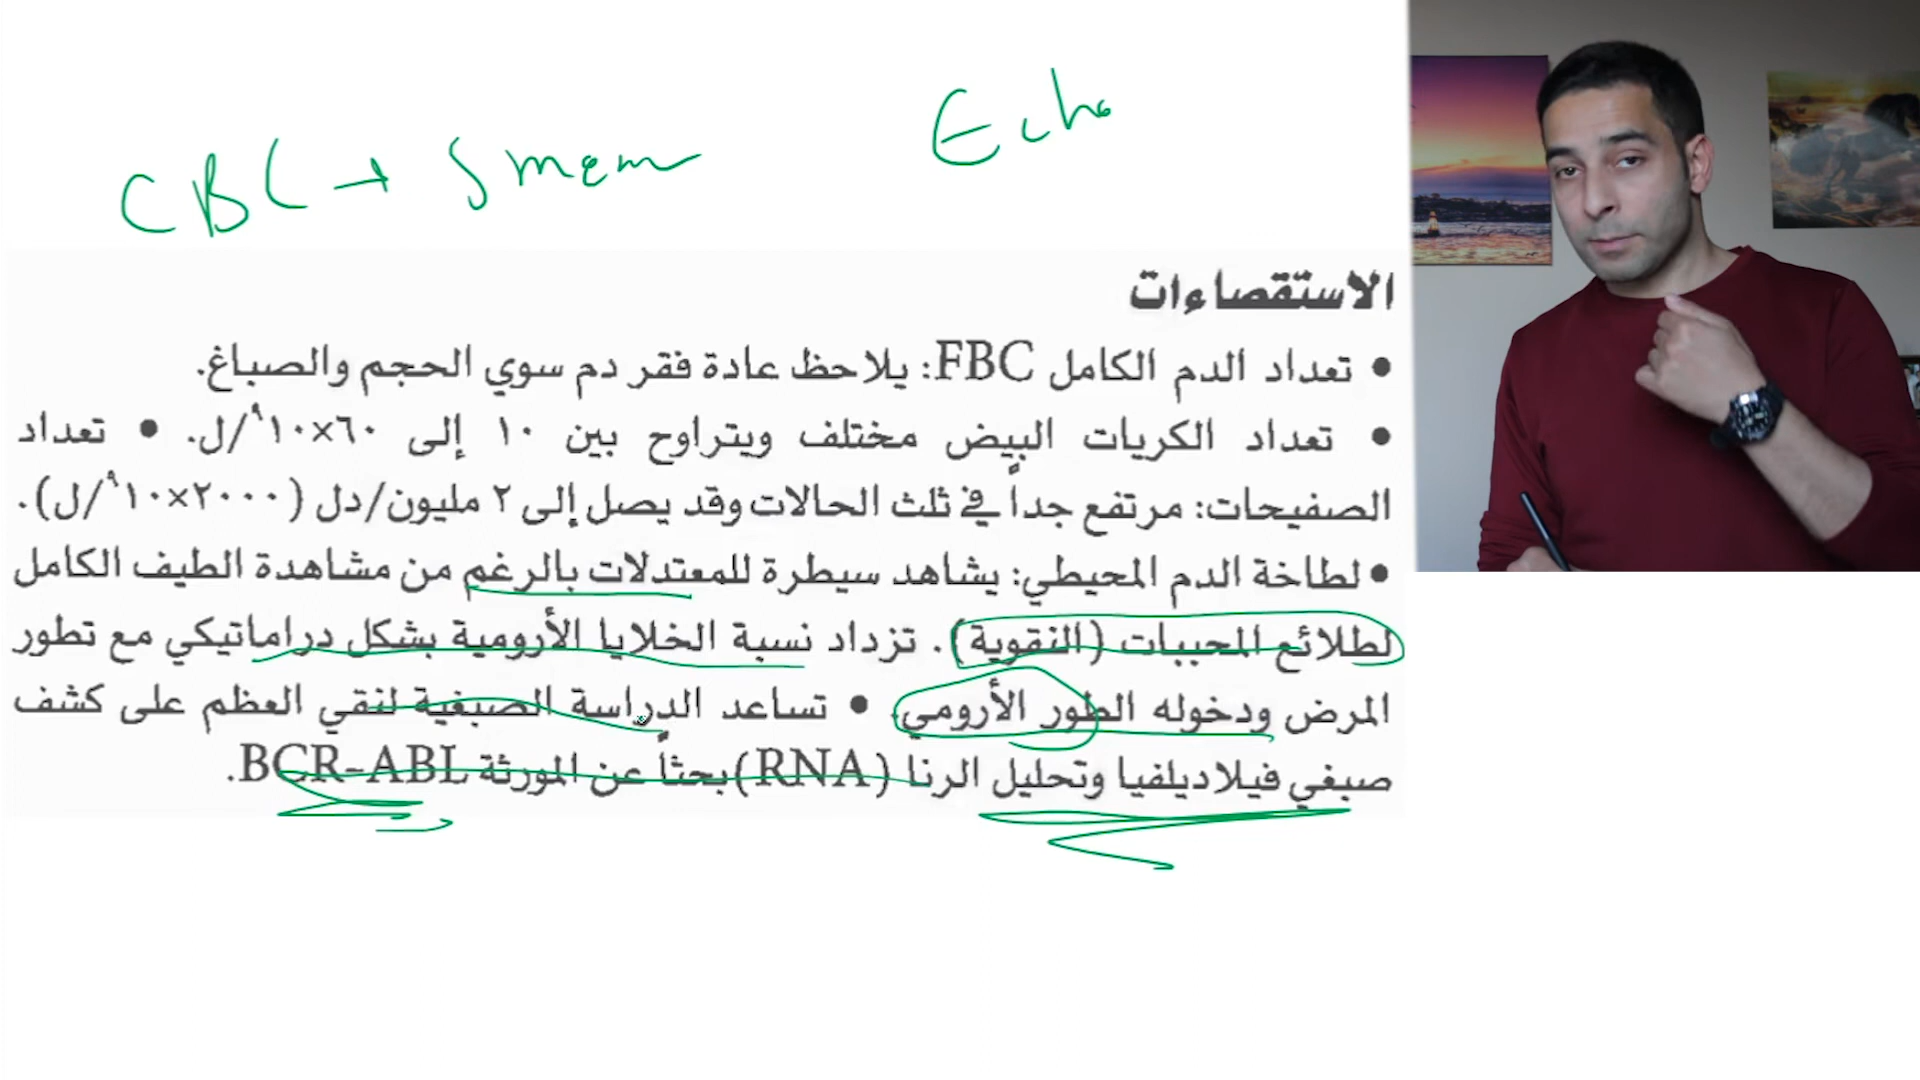 CBC → Smear
Echo
الاستقصاءات
• تعداد الدم الكامل FBC: يلاحظ عادة فقر دم سوي الحجم والصباغ.
• تعداد الكريات البيض مختلف ويتراوح بين ١٠ إلى ٦٠×١٠⁹/ل. • تعداد
الصفيحات: مرتفع جداً في ثلث الحالات وقد يصل إلى ٢ مليون/دل (٢٠٠٠×١٠⁹/ل).
• لطاخة الدم المحيطي: يشاهد سيطرة للمعتدلات بالرغم من مشاهدة الطيف الكامل
لطلائع المحببات (النقوية). تزداد نسبة الخلايا الأرومية بشكل دراماتيكي مع تطور
المرض ودخوله الطور الأرومي. • تساعد الدراسة الصبغية لنقي العظم على كشف
صبغي فيلاديلفيا وتحليل الرنا (RNA) بحثاً عن المورثة BCR-ABL.